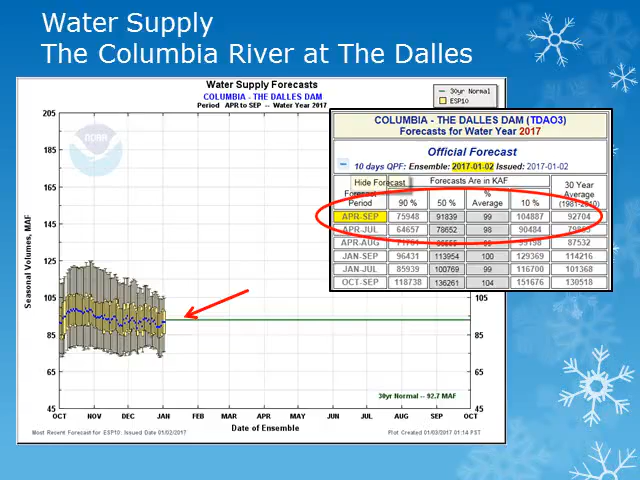 Water Supply
The Columbia River at The Dalles
Water Supply Forecasts
COLUMBIA - THE DALLES DAM
Period APR to SEP -- Water Year 2017
30yr Normal
ESP10
205
185
165
145
125
105
85
65
45
Seasonal Volumes, MAF
NOAA
105
85
65
45
30yr Normal -- 92.7 MAF
OCT NOV DEC JAN FEB MAR APR MAY JUN JUL AUG SEP OCT
Date of Ensemble
Most Recent Forecast for ESP10: Issued Date 01/02/2017
Plot Created 01/03/2017 01:14 PST
COLUMBIA - THE DALLES DAM (TDAO3)
Forecasts for Water Year 2017
Official Forecast
10 days QPF: Ensemble: 2017-01-02 Issued: 2017-01-02
Hide Forecast
Forecasts Are in KAF
Forecast Period 90 % 50 % % Average 10 % 30 Year Average (1981-2010)
APR-SEP 75948 91839 99 104887 92704
APR-JUL 64657 78652 98 90484
APR-AUG 87532
JAN-SEP 96431 113954 100 129369 114216
JAN-JUL 85939 100769 99 116700 101368
OCT-SEP 118738 136261 104 151676 130518